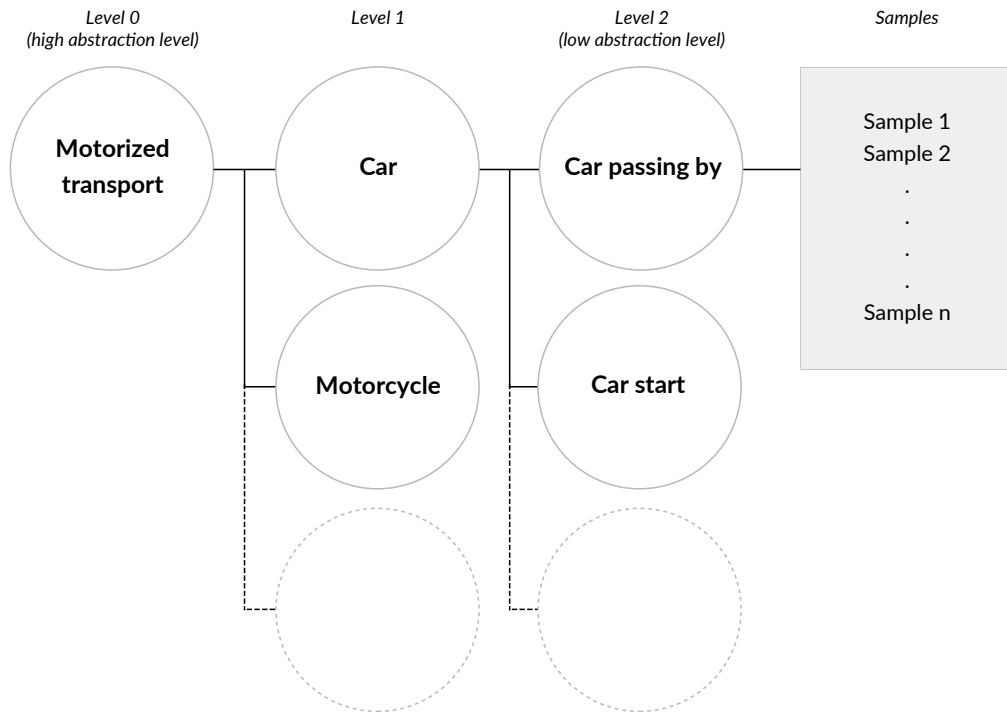 Level 0
(high abstraction level)
Level 1
Level 2
(low abstraction level)
Samples
Motorized
transport
Car
Car passing by
Sample 1
Sample 2
.
.
.
.
Sample n
Motorcycle
Car start